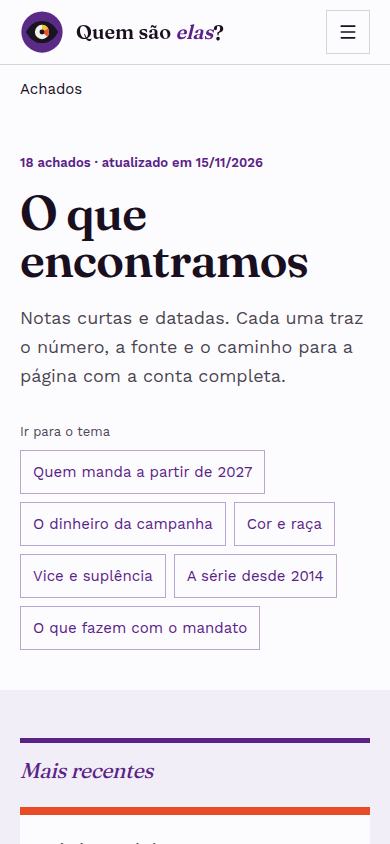 Quem são elas?
Achados
18 achados · atualizado em 15/11/2026
O que
encontramos
Notas curtas e datadas. Cada uma traz
o número, a fonte e o caminho para a
página com a conta completa.
Ir para o tema
Quem manda a partir de 2027
O dinheiro da campanha
Cor e raça
Vice e suplência
A série desde 2014
O que fazem com o mandato
Mais recentes